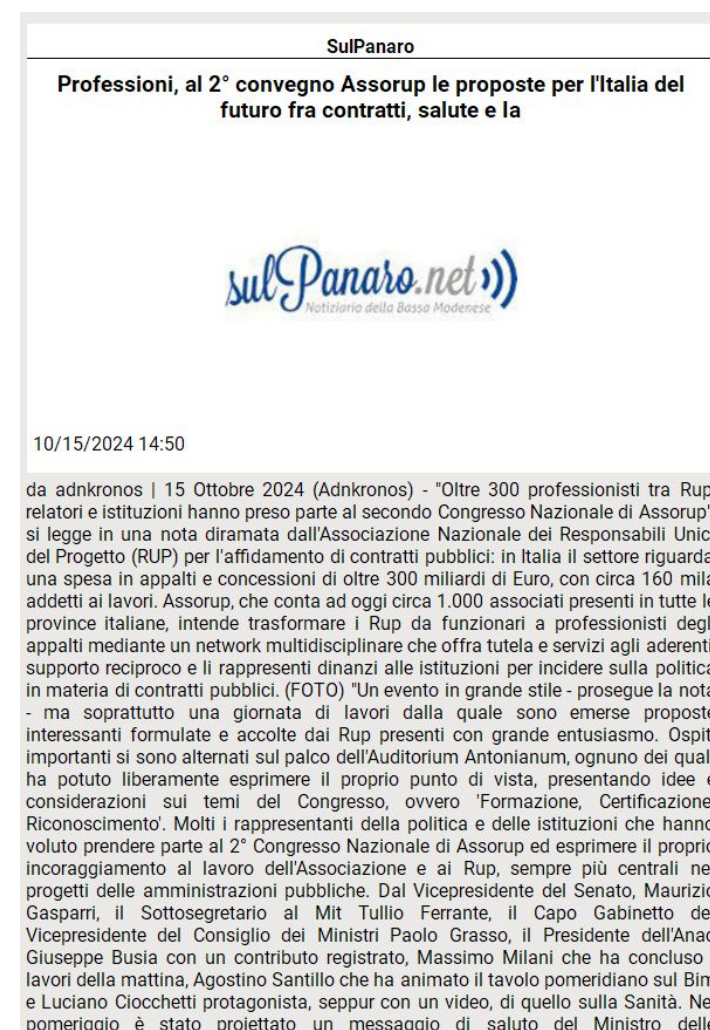 SulPanaro
Professioni, al 2° convegno Assorup le proposte per l'Italia del
futuro fra contratti, salute e la
sulPanaro.net
Notiziario della Bassa Modenese
10/15/2024 14:50
da adnkronos | 15 Ottobre 2024 (Adnkronos) - "Oltre 300 professionisti tra Rup
relatori e istituzioni hanno preso parte al secondo Congresso Nazionale di Assorup"
si legge in una nota diramata dall'Associazione Nazionale dei Responsabili Unic
del Progetto (RUP) per l'affidamento di contratti pubblici: in Italia il settore riguarda
una spesa in appalti e concessioni di oltre 300 miliardi di Euro, con circa 160 mila
addetti ai lavori. Assorup, che conta ad oggi circa 1.000 associati presenti in tutte le
province italiane, intende trasformare i Rup da funzionari a professionisti degl
appalti mediante un network multidisciplinare che offra tutela e servizi agli aderenti
supporto reciproco e li rappresenti dinanzi alle istituzioni per incidere sulla politica
in materia di contratti pubblici. (FOTO) "Un evento in grande stile - prosegue la nota
- ma soprattutto una giornata di lavori dalla quale sono emerse proposte
interessanti formulate e accolte dai Rup presenti con grande entusiasmo. Ospit
importanti si sono alternati sul palco dell'Auditorium Antonianum, ognuno dei qual
ha potuto liberamente esprimere il proprio punto di vista, presentando idee e
considerazioni sui temi del Congresso, ovvero 'Formazione, Certificazione
Riconoscimento'. Molti i rappresentanti della politica e delle istituzioni che hanno
voluto prendere parte al 2° Congresso Nazionale di Assorup ed esprimere il proprio
incoraggiamento al lavoro dell'Associazione e ai Rup, sempre più centrali ne
progetti delle amministrazioni pubbliche. Dal Vicepresidente del Senato, Maurizio
Gasparri, il Sottosegretario al Mit Tullio Ferrante, il Capo Gabinetto de
Vicepresidente del Consiglio dei Ministri Paolo Grasso, il Presidente dell'Anac
Giuseppe Busia con un contributo registrato, Massimo Milani che ha concluso
lavori della mattina, Agostino Santillo che ha animato il tavolo pomeridiano sul Bim
e Luciano Ciocchetti protagonista, seppur con un video, di quello sulla Sanità. Ne
pomeriggio è stato proiettato un messaggio di saluto del Ministro delle